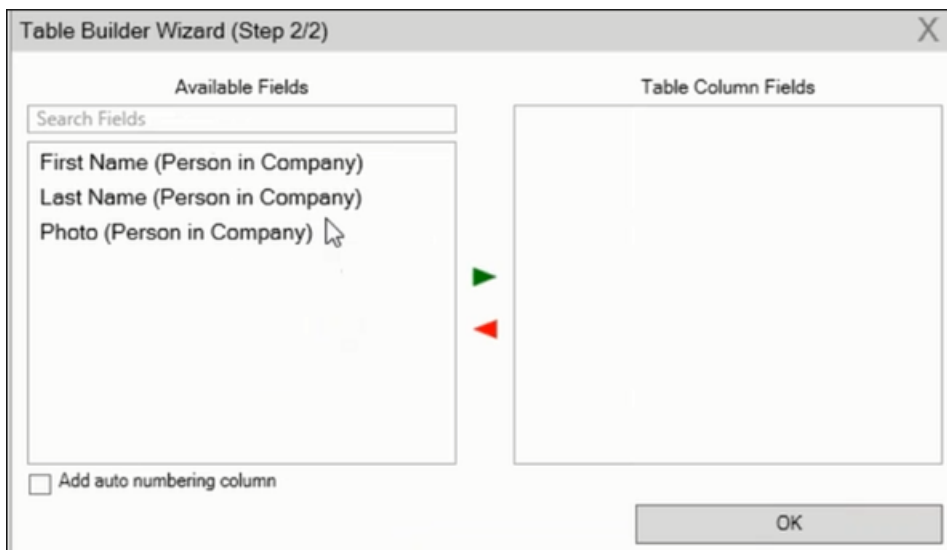 Table Builder Wizard (Step 2/2)
X
Available Fields
Table Column Fields
Search Fields
First Name (Person in Company)
Last Name (Person in Company)
Photo (Person in Company)
Add auto numbering column
OK